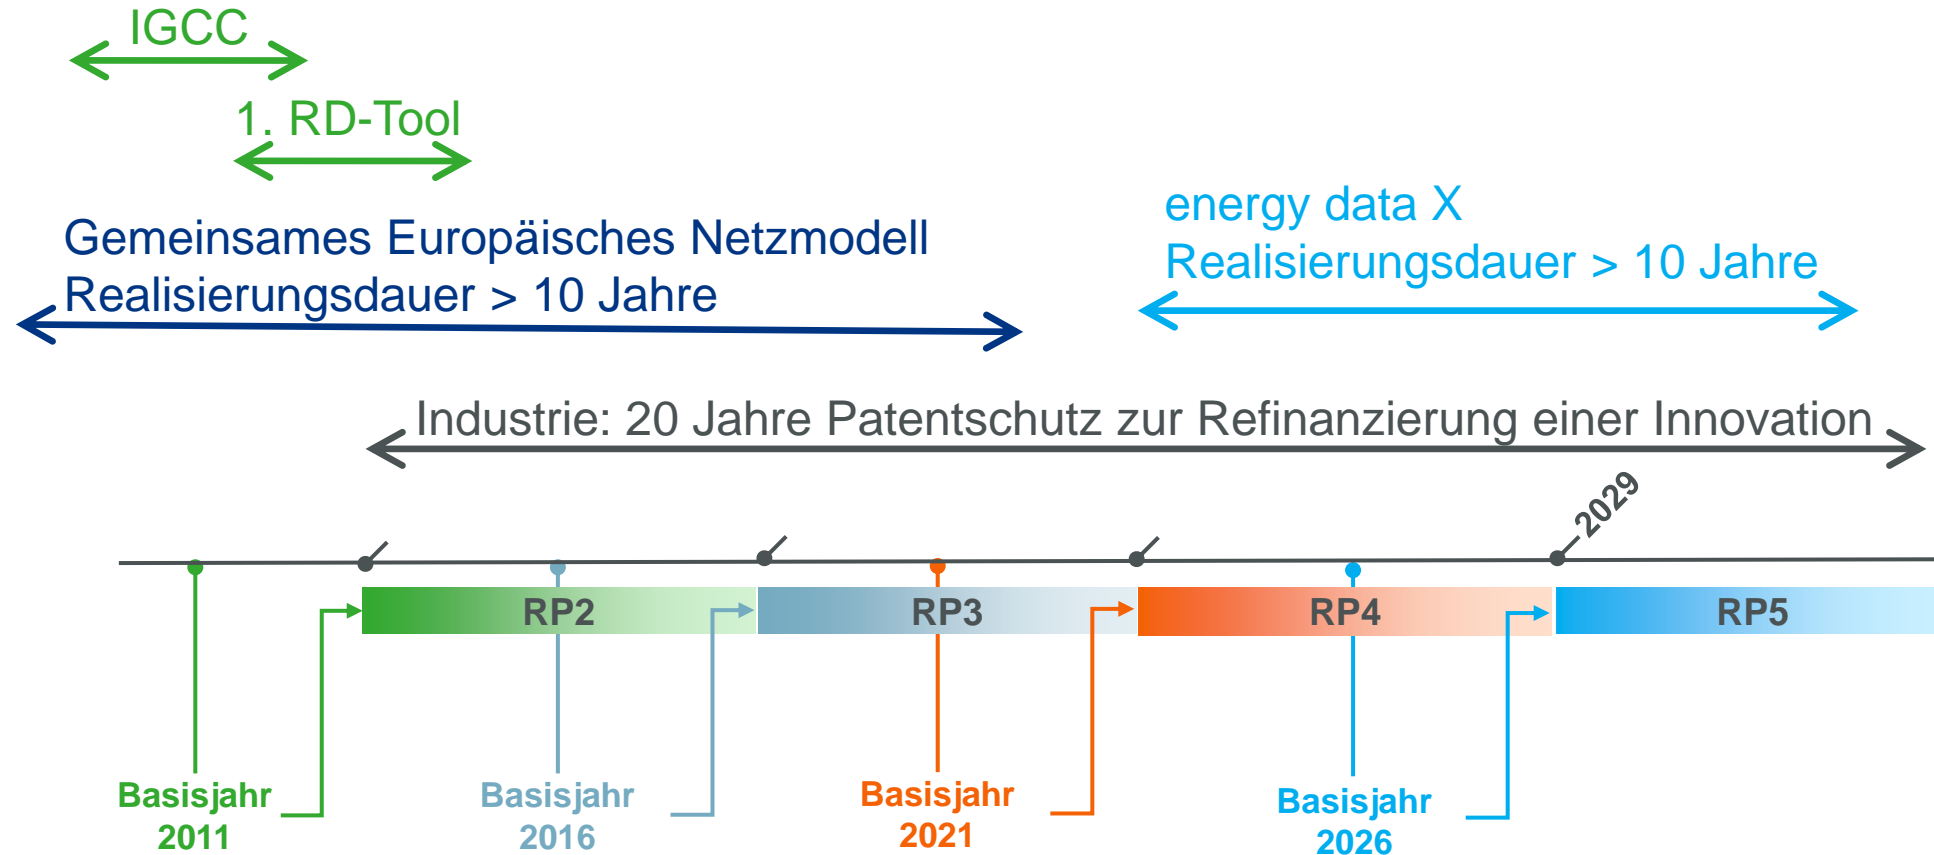 IGCC
1. RD-Tool
Gemeinsames Europäisches Netzmodell
Realisierungsdauer > 10 Jahre
energy data X
Realisierungsdauer > 10 Jahre
Industrie: 20 Jahre Patentschutz zur Refinanzierung einer Innovation
2029
RP2
RP3
RP4
RP5
Basisjahr
2011
Basisjahr
2016
Basisjahr
2021
Basisjahr
2026